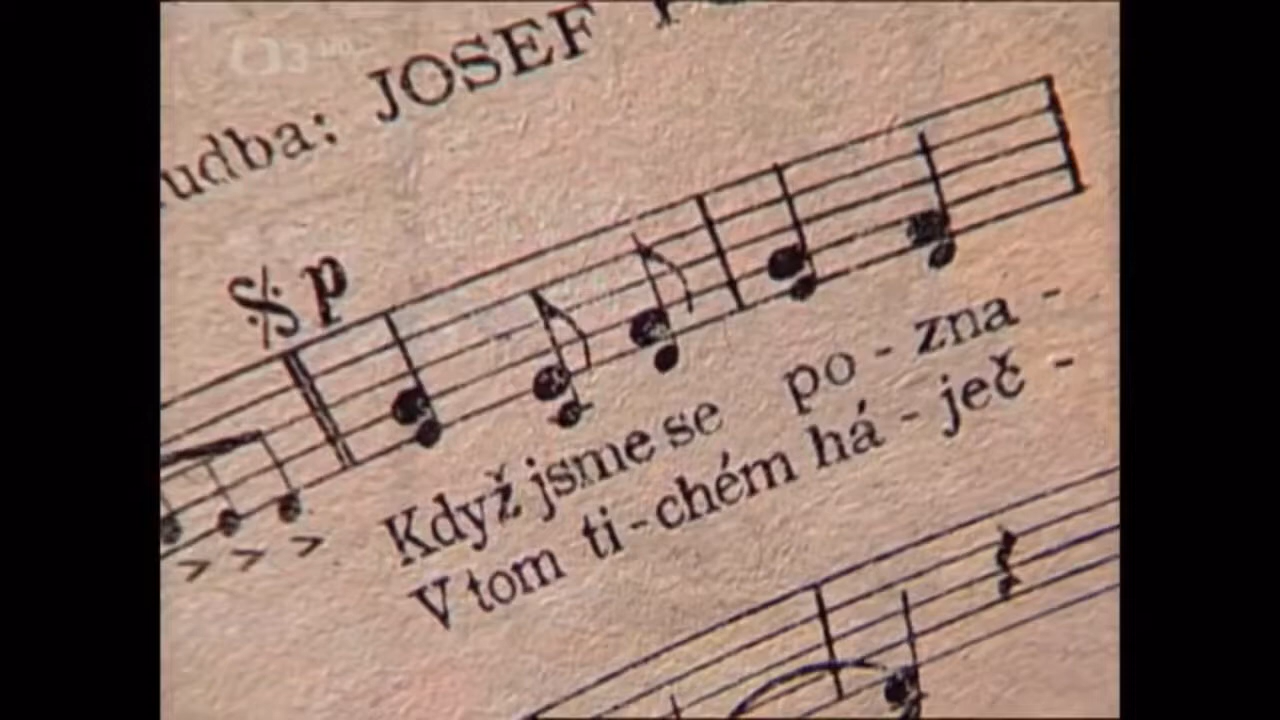 udba: JOSEF
p
Když jsme se po - zna -
V tom ti - chém há - ječ -